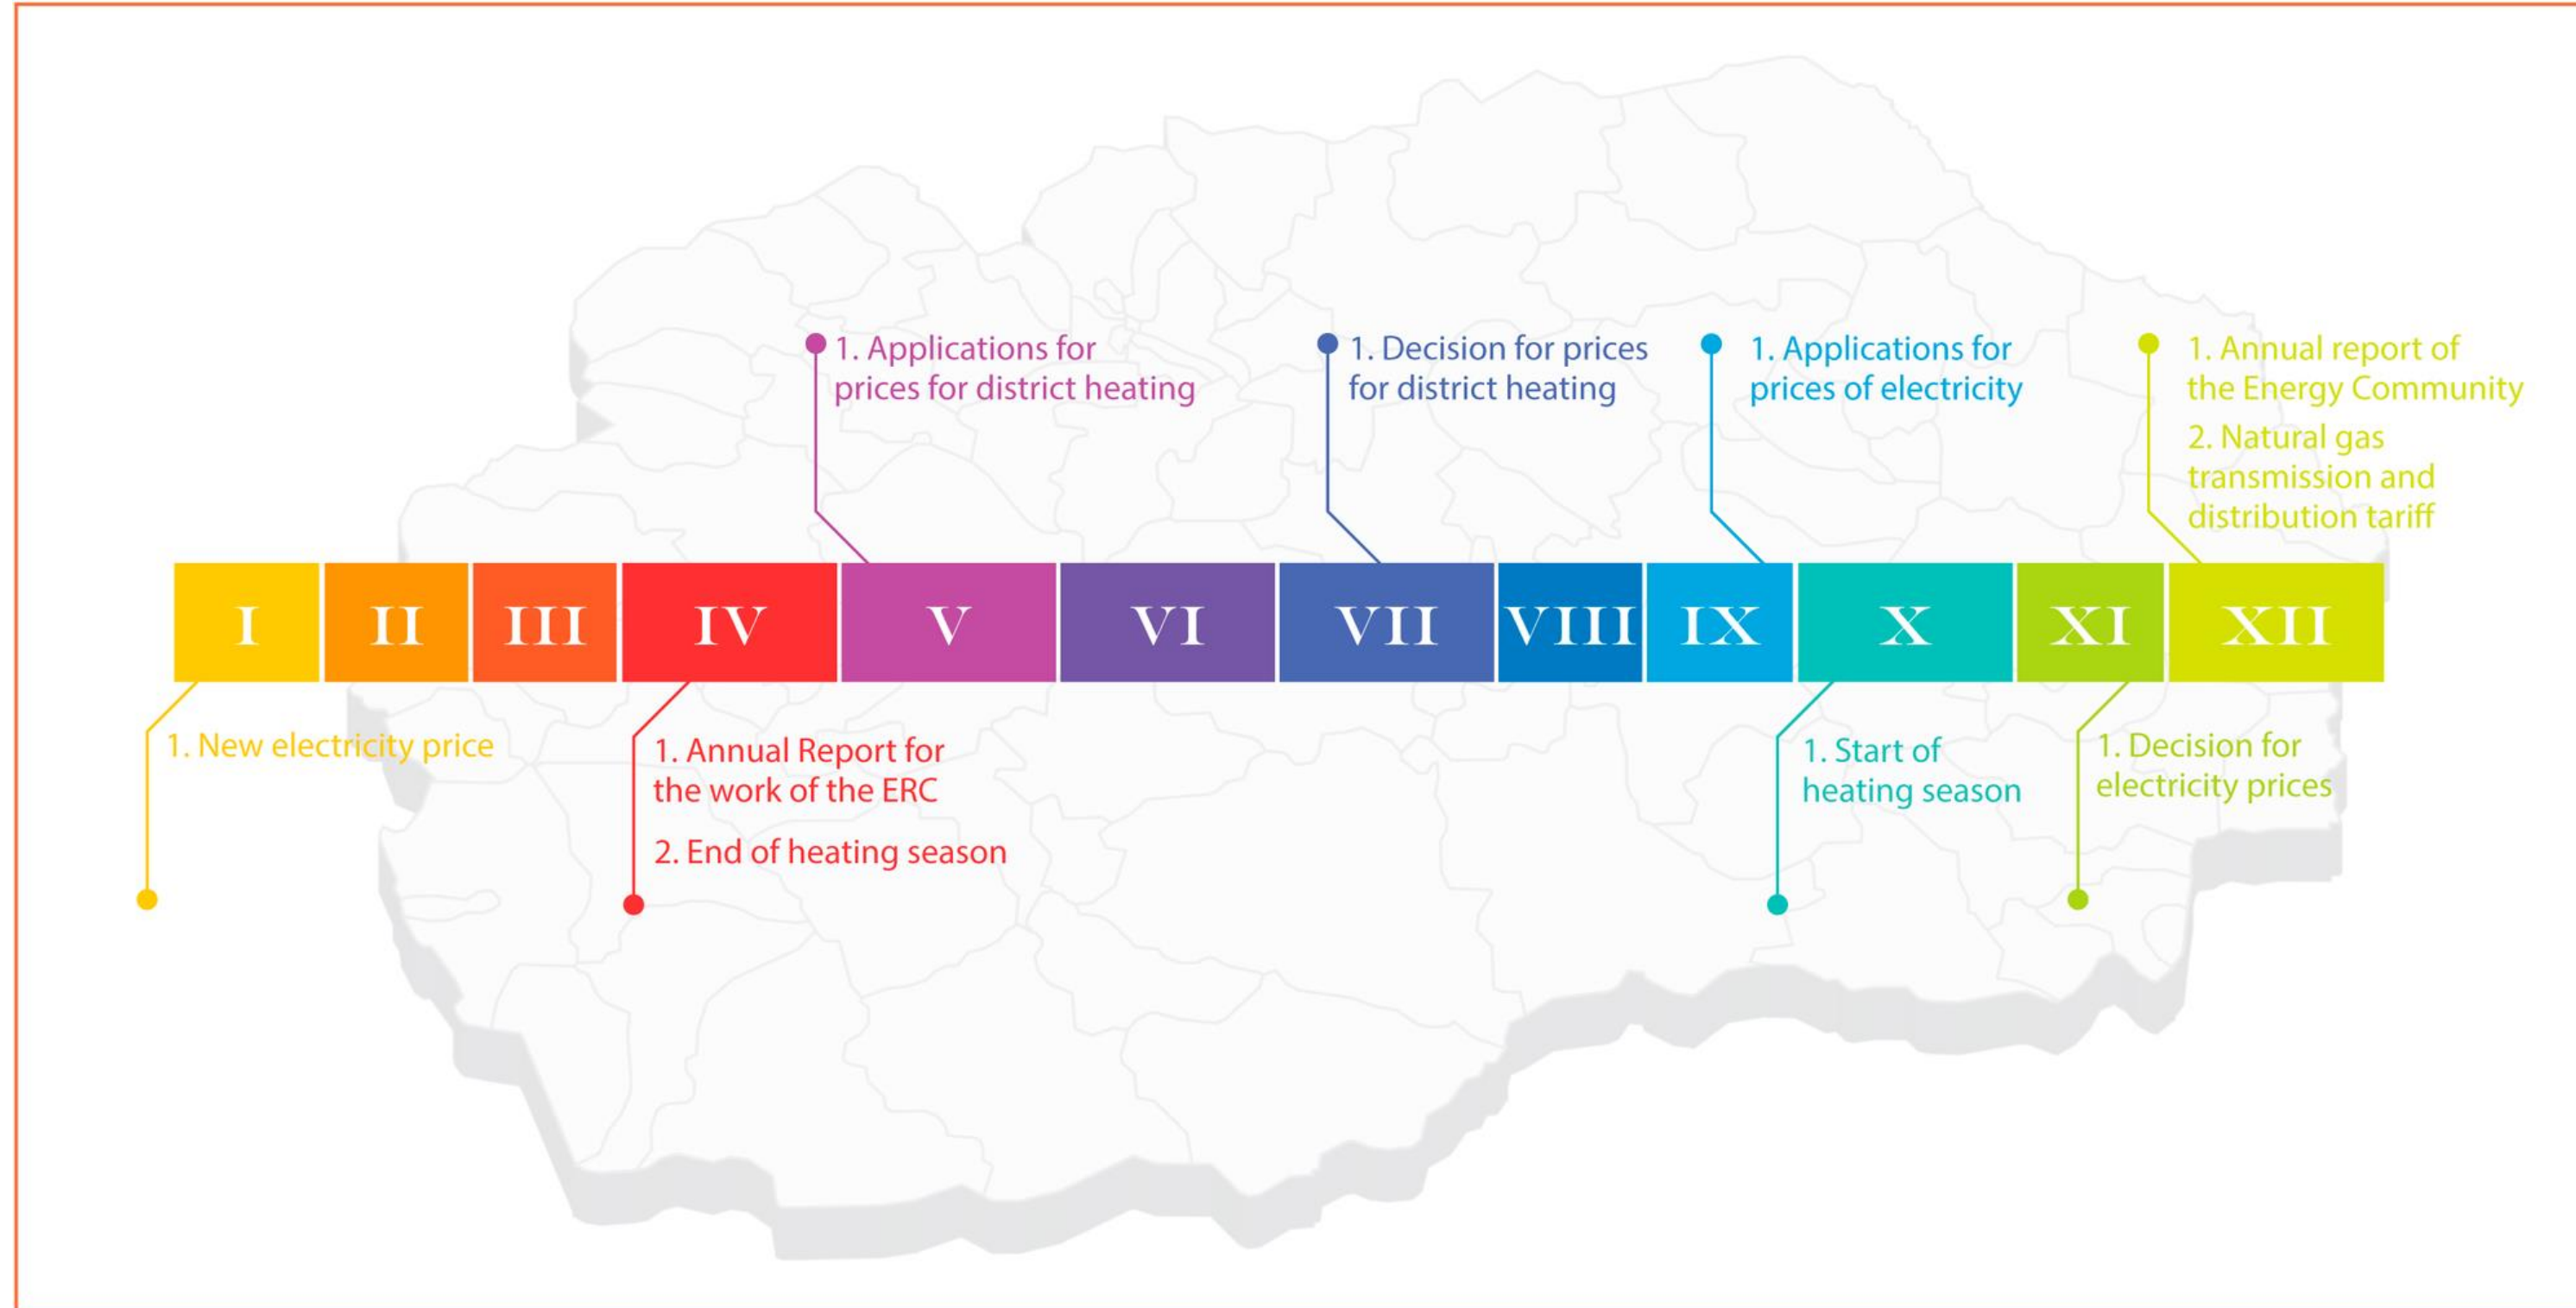 1. Applications for
prices for district heating
1. Decision for prices
for district heating
1. Applications for
prices of electricity
1. Annual report of
the Energy Community
2. Natural gas
transmission and
distribution tariff
I II III IV V VI VII VIII IX X XI XII
1. New electricity price
1. Annual Report for
the work of the ERC
2. End of heating season
1. Start of
heating season
1. Decision for
electricity prices